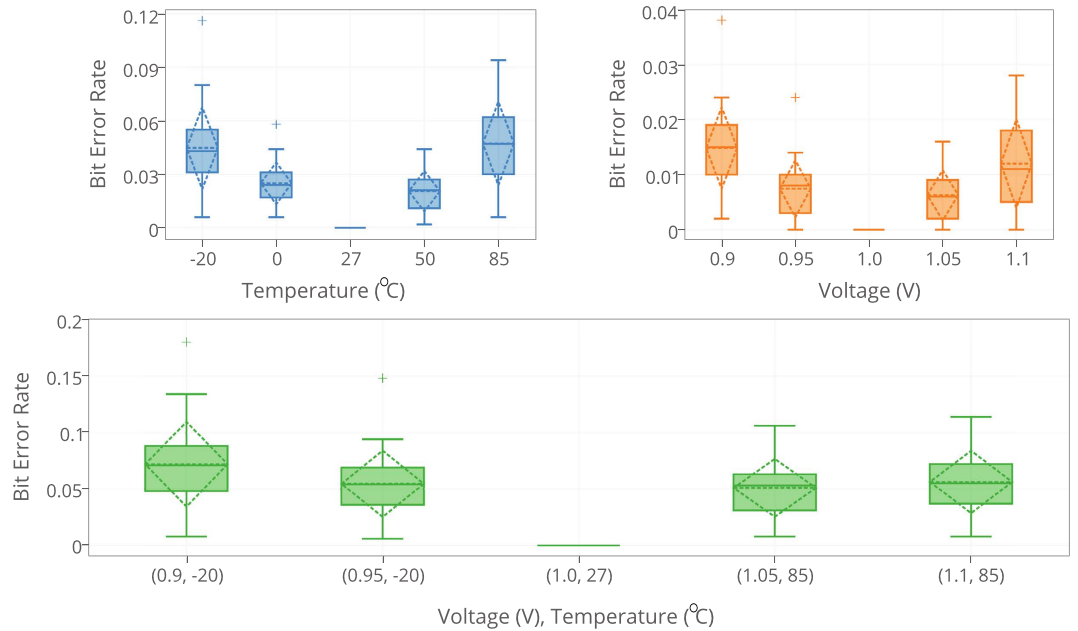 0.12
0.09
0.06
0.03
0
Bit Error Rate
-20 0 27 50 85
Temperature (°C)
0.04
0.03
0.02
0.01
0
Bit Error Rate
0.9 0.95 1.0 1.05 1.1
Voltage (V)
0.2
0.15
0.1
0.05
0
Bit Error Rate
(0.9, -20) (0.95, -20) (1.0, 27) (1.05, 85) (1.1, 85)
Voltage (V), Temperature (°C)